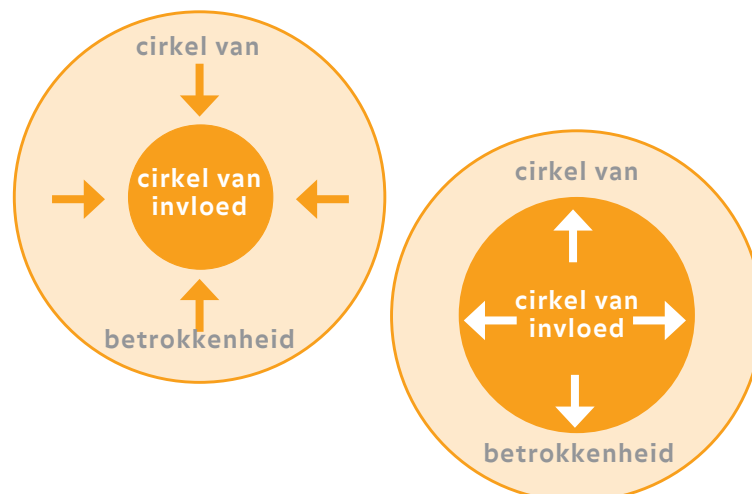 cirkel van
cirkel van
invloed
betrokkenheid
cirkel van
cirkel van
invloed
betrokkenheid